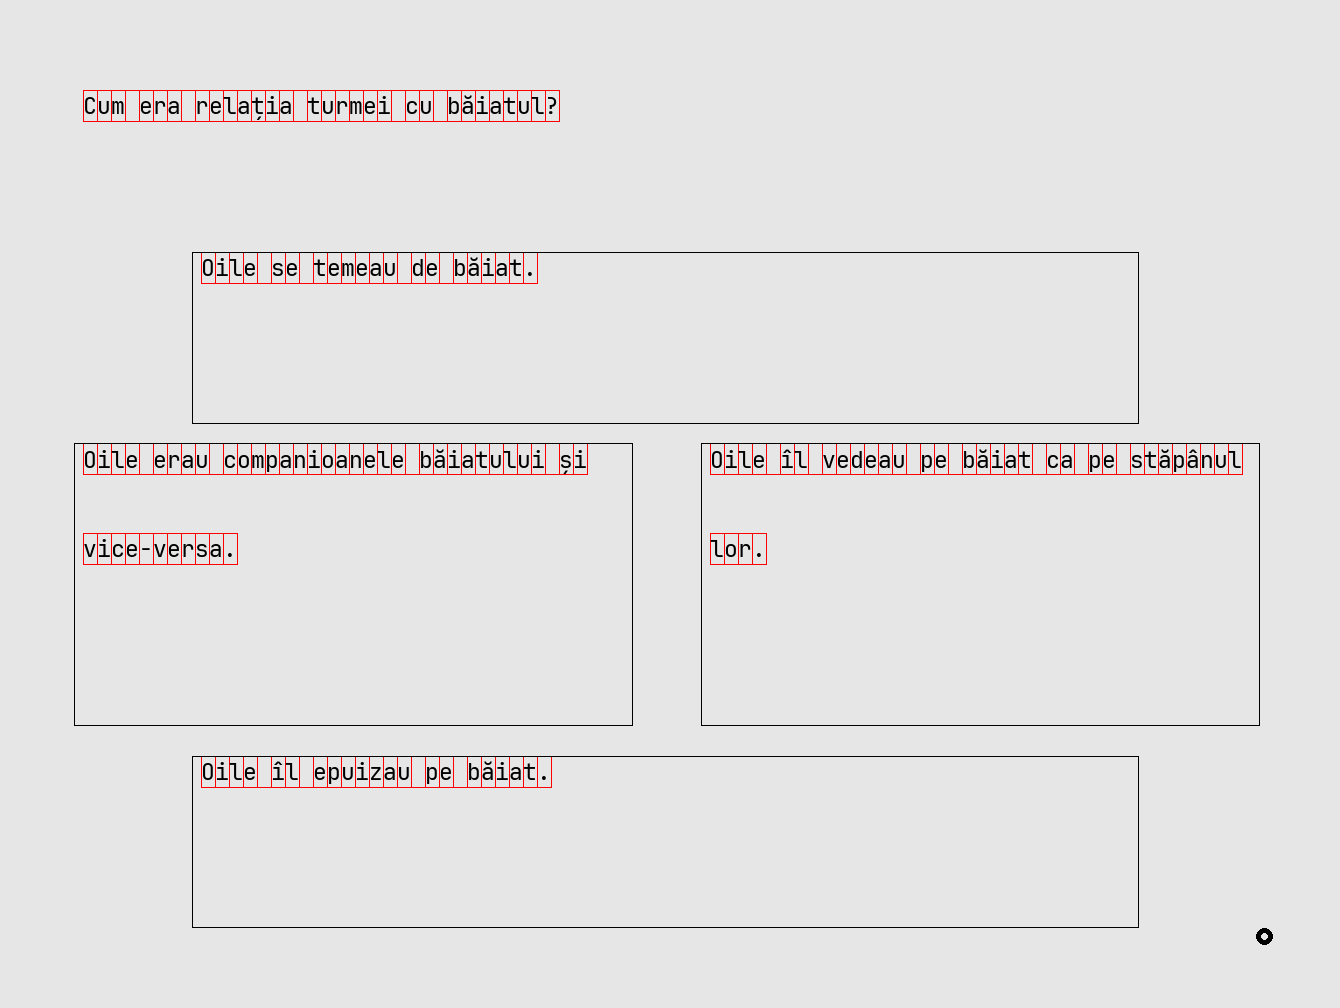 Cum era relația turmei cu băiatul?
Oile se temeau de băiat.
Oile erau companioanele băiatului și
vice-versa.
Oile îl vedeau pe băiat ca pe stăpânul
lor.
Oile îl epuizau pe băiat.